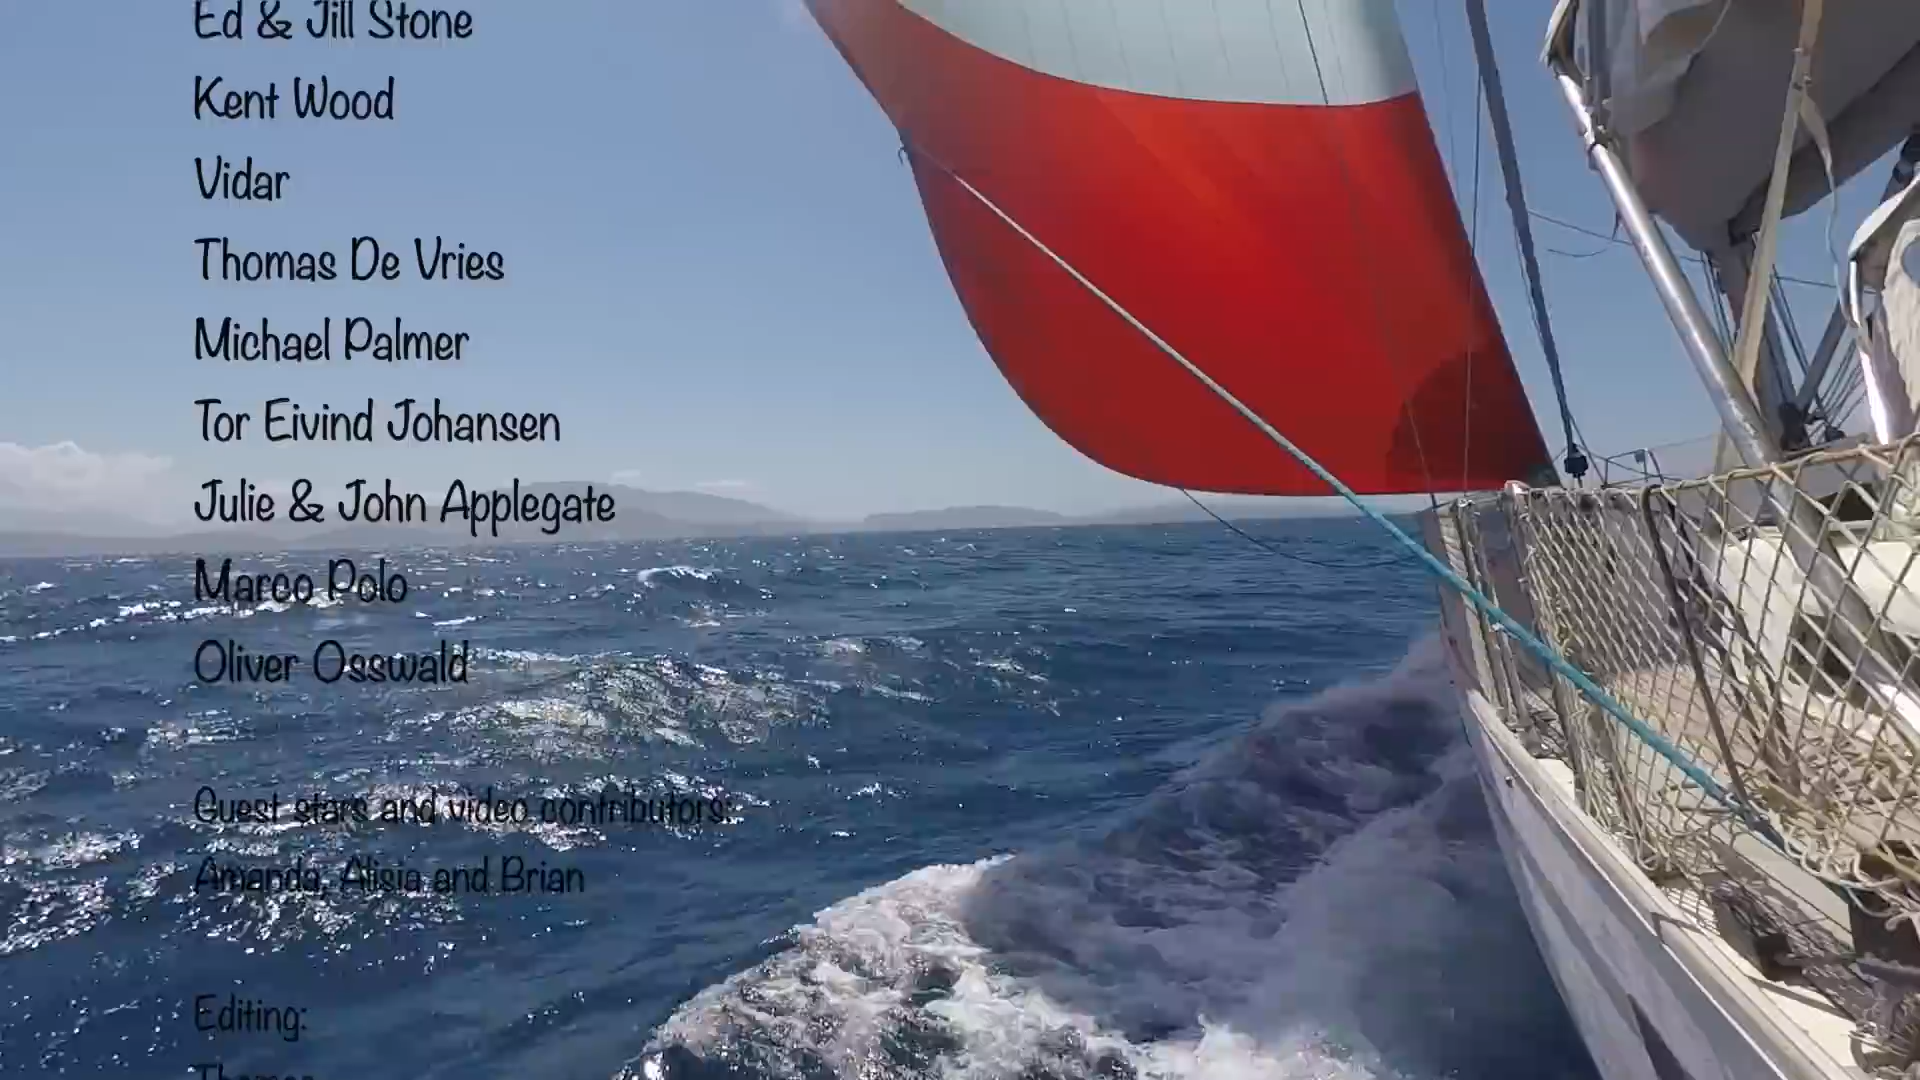 Ed & Jill Stone
Kent Wood
Vidar
Thomas De Vries
Michael Palmer
Tor Eivind Johansen
Julie & John Applegate
Marco Polo
Oliver Osswald
Guest stars and video contributors:
Amanda, Alisia and Brian
Editing: